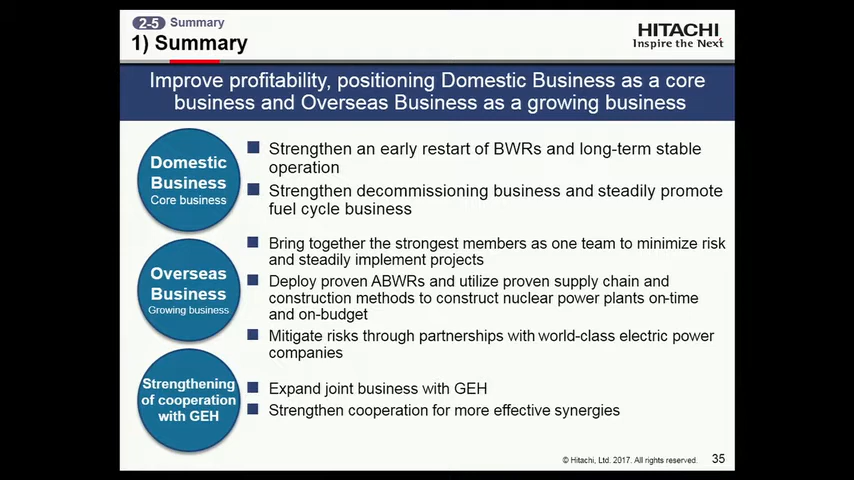 2-5 Summary
1) Summary
HITACHI
Inspire the Next
Improve profitability, positioning Domestic Business as a core
business and Overseas Business as a growing business
Domestic
Business
Core business
■ Strengthen an early restart of BWRs and long-term stable
operation
■ Strengthen decommissioning business and steadily promote
fuel cycle business
Overseas
Business
Growing business
■ Bring together the strongest members as one team to minimize risk
and steadily implement projects
■ Deploy proven ABWRs and utilize proven supply chain and
construction methods to construct nuclear power plants on-time
and on-budget
■ Mitigate risks through partnerships with world-class electric power
companies
Strengthening
of cooperation
with GEH
■ Expand joint business with GEH
■ Strengthen cooperation for more effective synergies
© Hitachi, Ltd. 2017. All rights reserved. 35